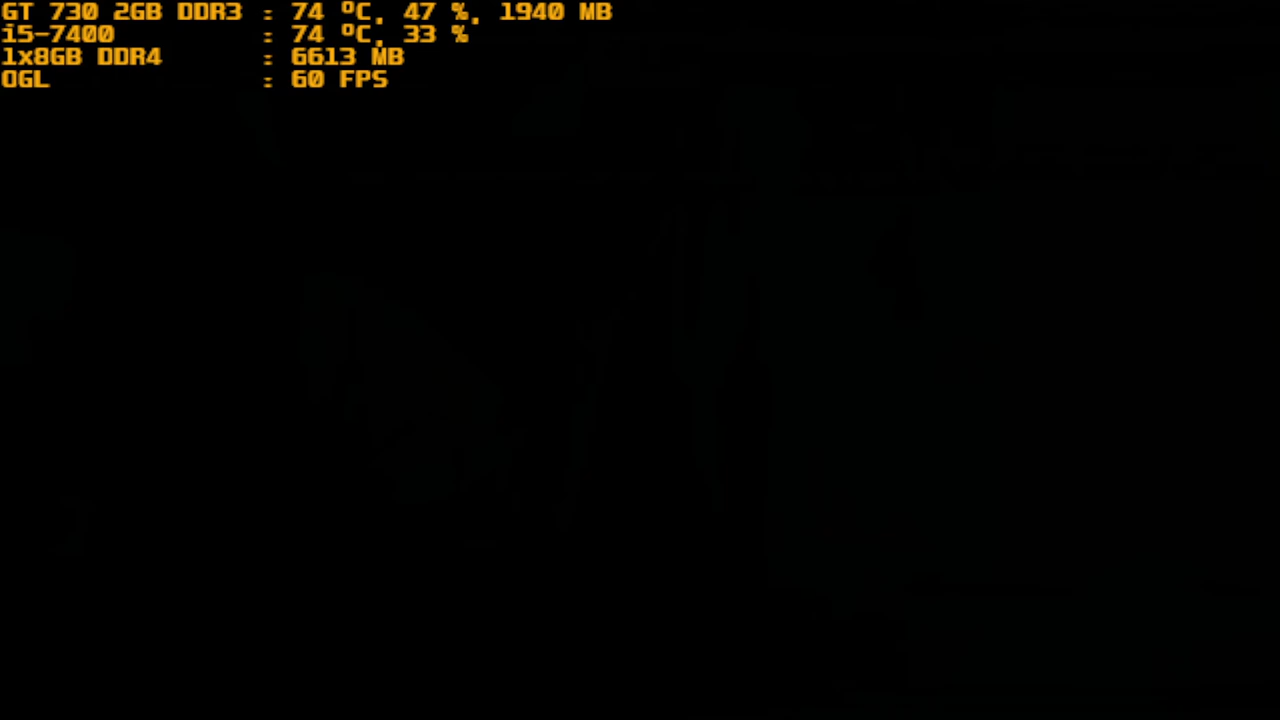 GT 730 2GB DDR3 : 74 ºC, 47 %, 1940 MB
i5-7400 : 74 ºC, 33 %
1x8GB DDR4 : 6613 MB
OGL : 60 FPS